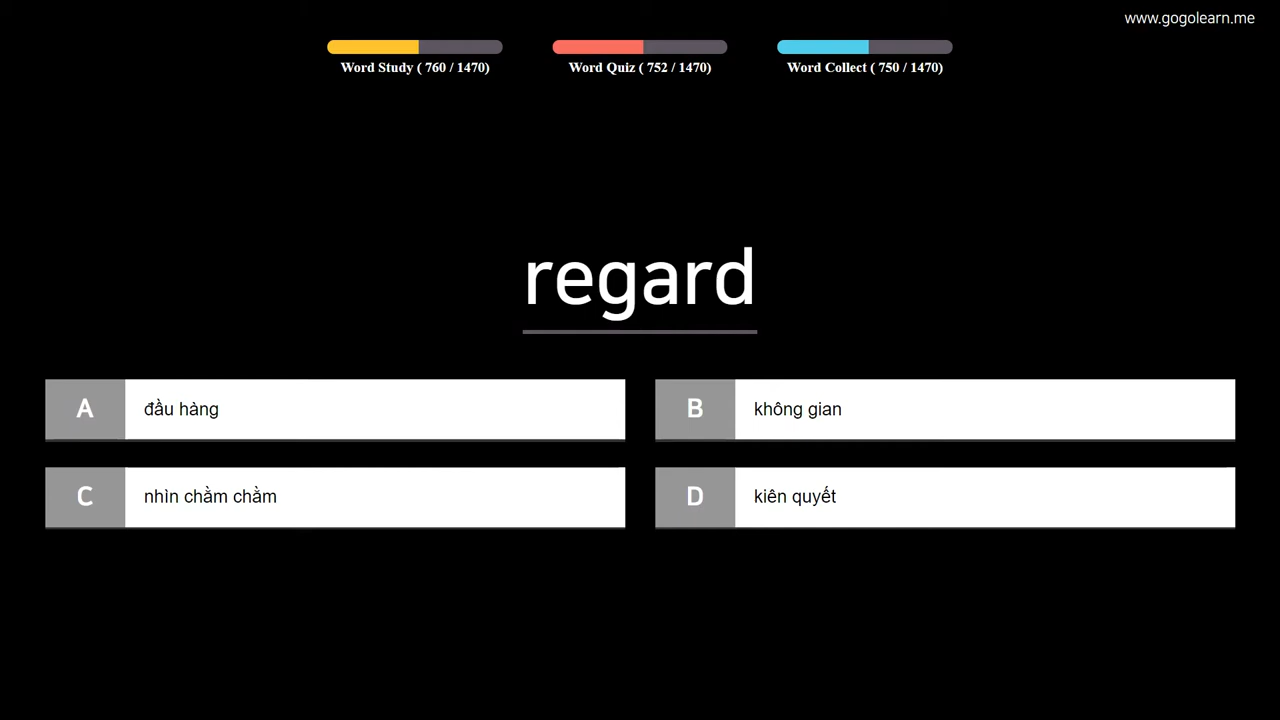 www.gogolearn.me
Word Study ( 760 / 1470)
Word Quiz ( 752 / 1470)
Word Collect ( 750 / 1470)
regard
A đầu hàng
B không gian
C nhìn chằm chằm
D kiên quyết